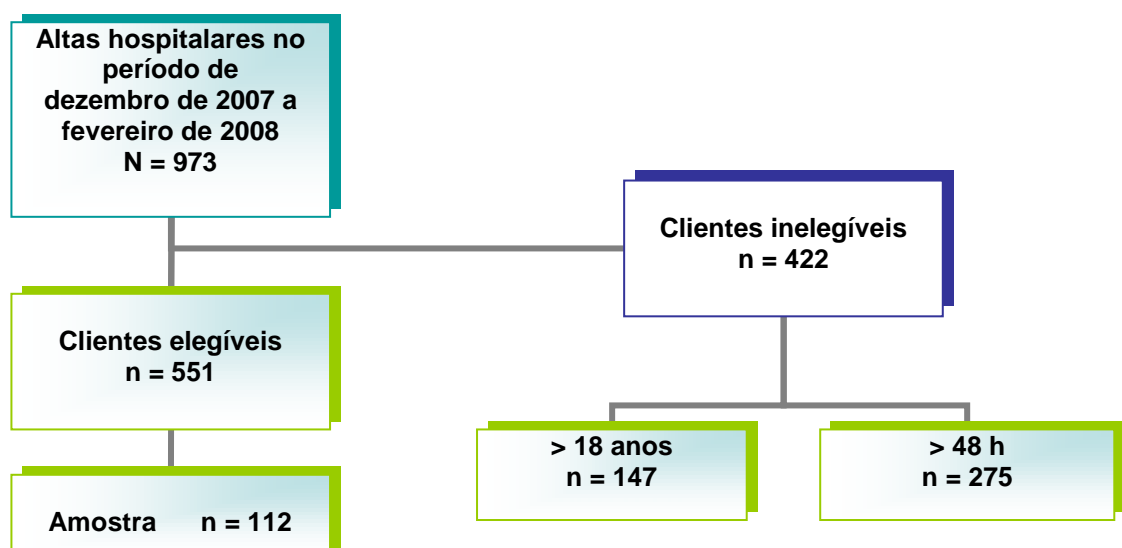 Altas hospitalares no
período de
dezembro de 2007 a
fevereiro de 2008
N = 973
Clientes inelegíveis
n = 422
Clientes elegíveis
n = 551
> 18 anos
n = 147
> 48 h
n = 275
Amostra n = 112